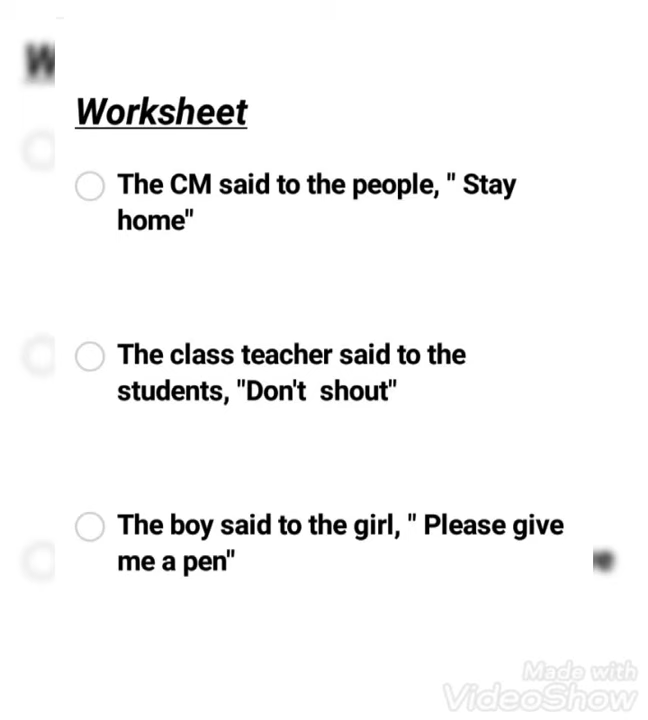 Worksheet
The CM said to the people, " Stay
home"
The class teacher said to the
students, "Don't shout"
The boy said to the girl, " Please give
me a pen"
Made with
VideoShow